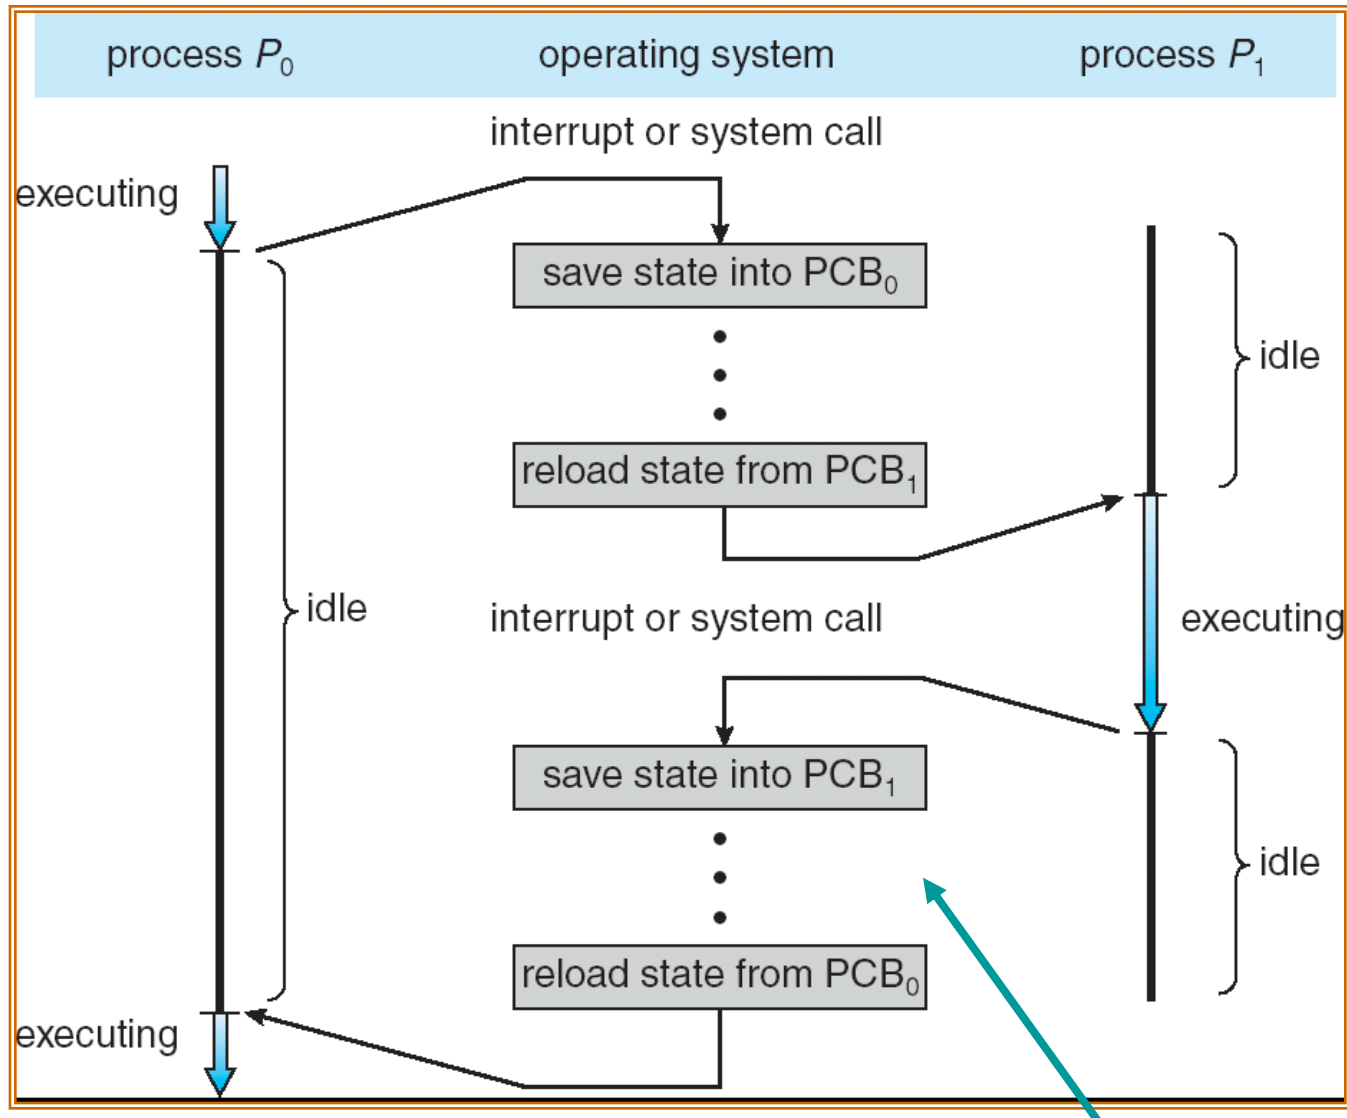 process P₀ operating system process P₁
interrupt or system call
executing
save state into PCB₀
idle
reload state from PCB₁
idle
interrupt or system call
executing
save state into PCB₁
idle
reload state from PCB₀
executing